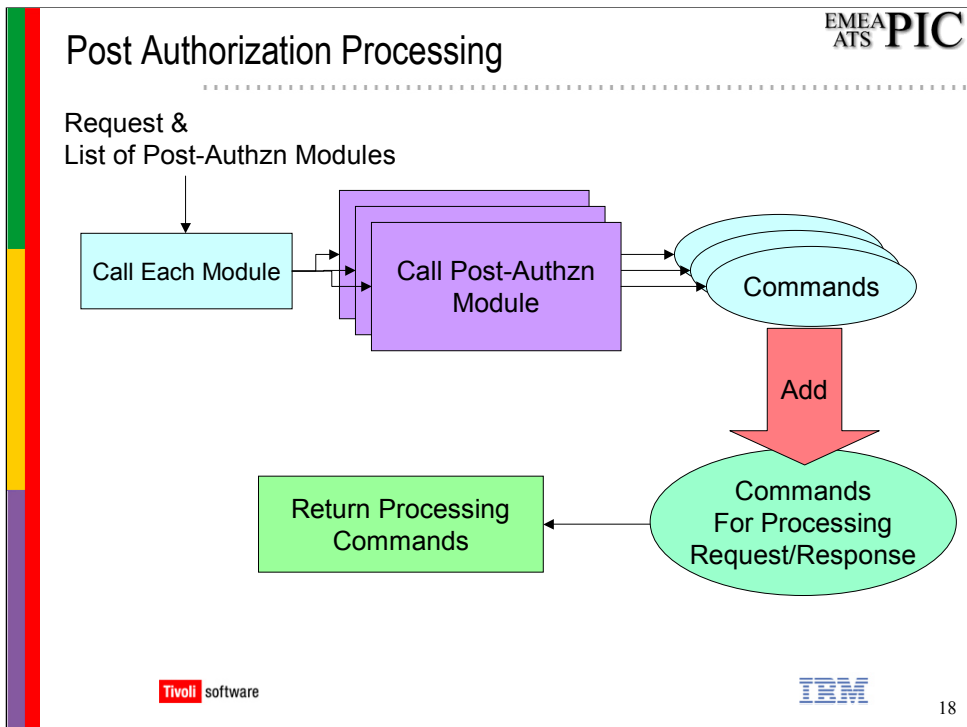 Post Authorization Processing
EMEA
ATS PIC
Request &
List of Post-Authzn Modules
Call Each Module
Call Post-Authzn
Module
Commands
Add
Commands
For Processing
Request/Response
Return Processing
Commands
Tivoli software
IBM
18